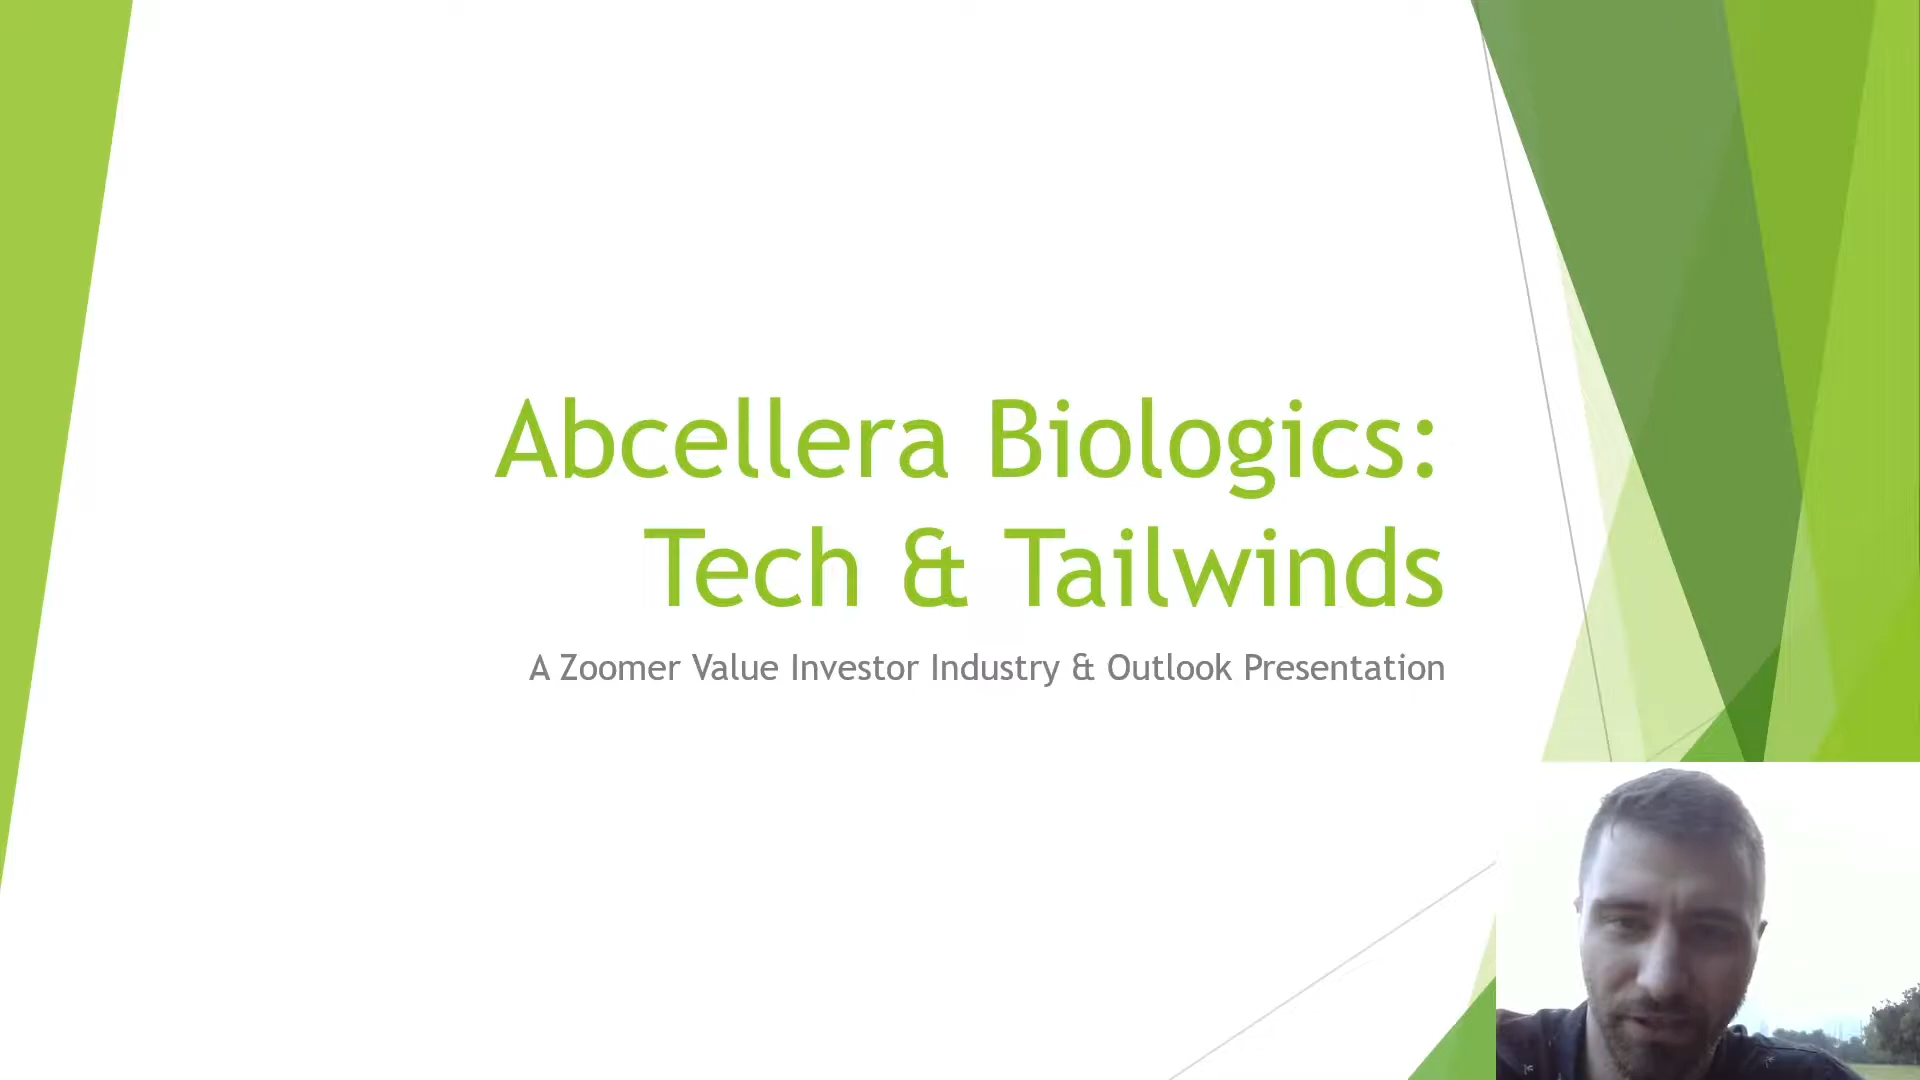 Abcellera Biologics:
Tech & Tailwinds
A Zoomer Value Investor Industry & Outlook Presentation